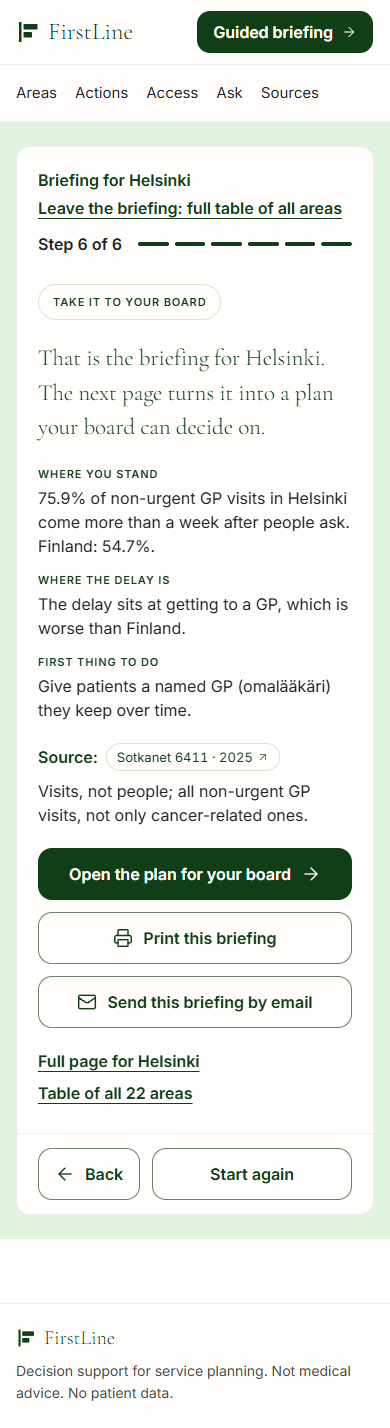 FirstLine
Guided briefing →
Areas Actions Access Ask Sources
Briefing for Helsinki
Leave the briefing: full table of all areas
Step 6 of 6
TAKE IT TO YOUR BOARD
That is the briefing for Helsinki.
The next page turns it into a plan
your board can decide on.
WHERE YOU STAND
75.9% of non-urgent GP visits in Helsinki
come more than a week after people ask.
Finland: 54.7%.
WHERE THE DELAY IS
The delay sits at getting to a GP, which is
worse than Finland.
FIRST THING TO DO
Give patients a named GP (omalääkäri)
they keep over time.
Source: Sotkanet 6411 · 2025 ↗
Visits, not people; all non-urgent GP
visits, not only cancer-related ones.
Open the plan for your board →
Print this briefing
Send this briefing by email
Full page for Helsinki
Table of all 22 areas
← Back
Start again
FirstLine
Decision support for service planning. Not medical
advice. No patient data.